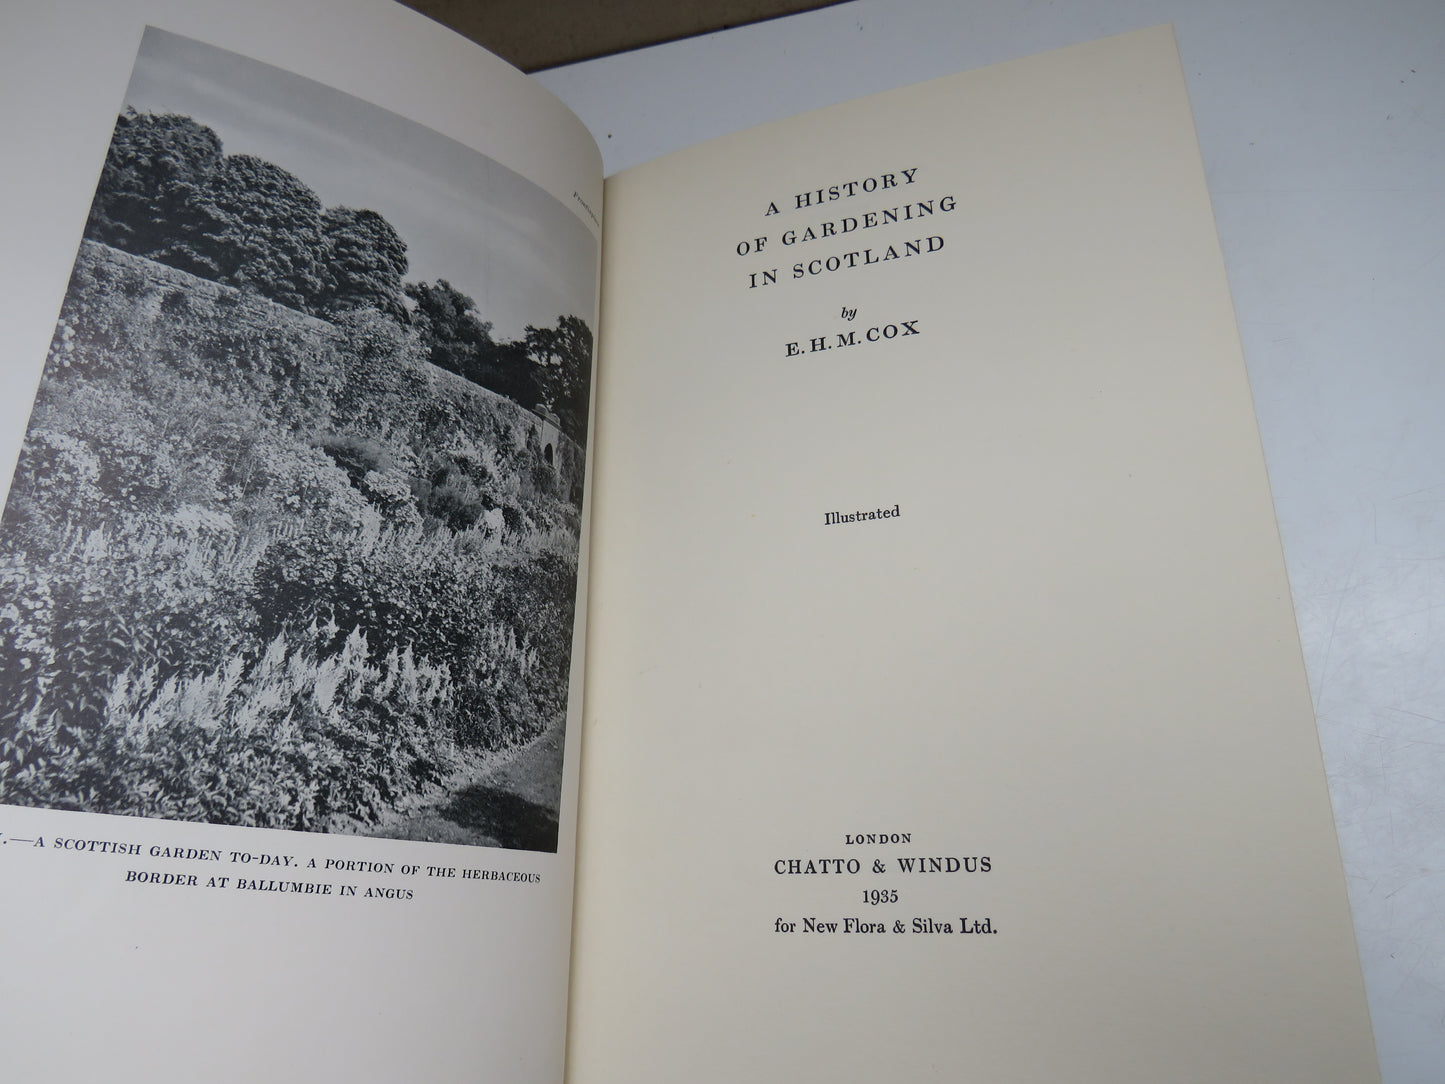 Frontispiece
.—A SCOTTISH GARDEN TO-DAY. A PORTION OF THE HERBACEOUS
BORDER AT BALLUMBIE IN ANGUS
A HISTORY
OF GARDENING
IN SCOTLAND
by
E. H. M. COX
Illustrated
LONDON
CHATTO & WINDUS
1935
for New Flora & Silva Ltd.